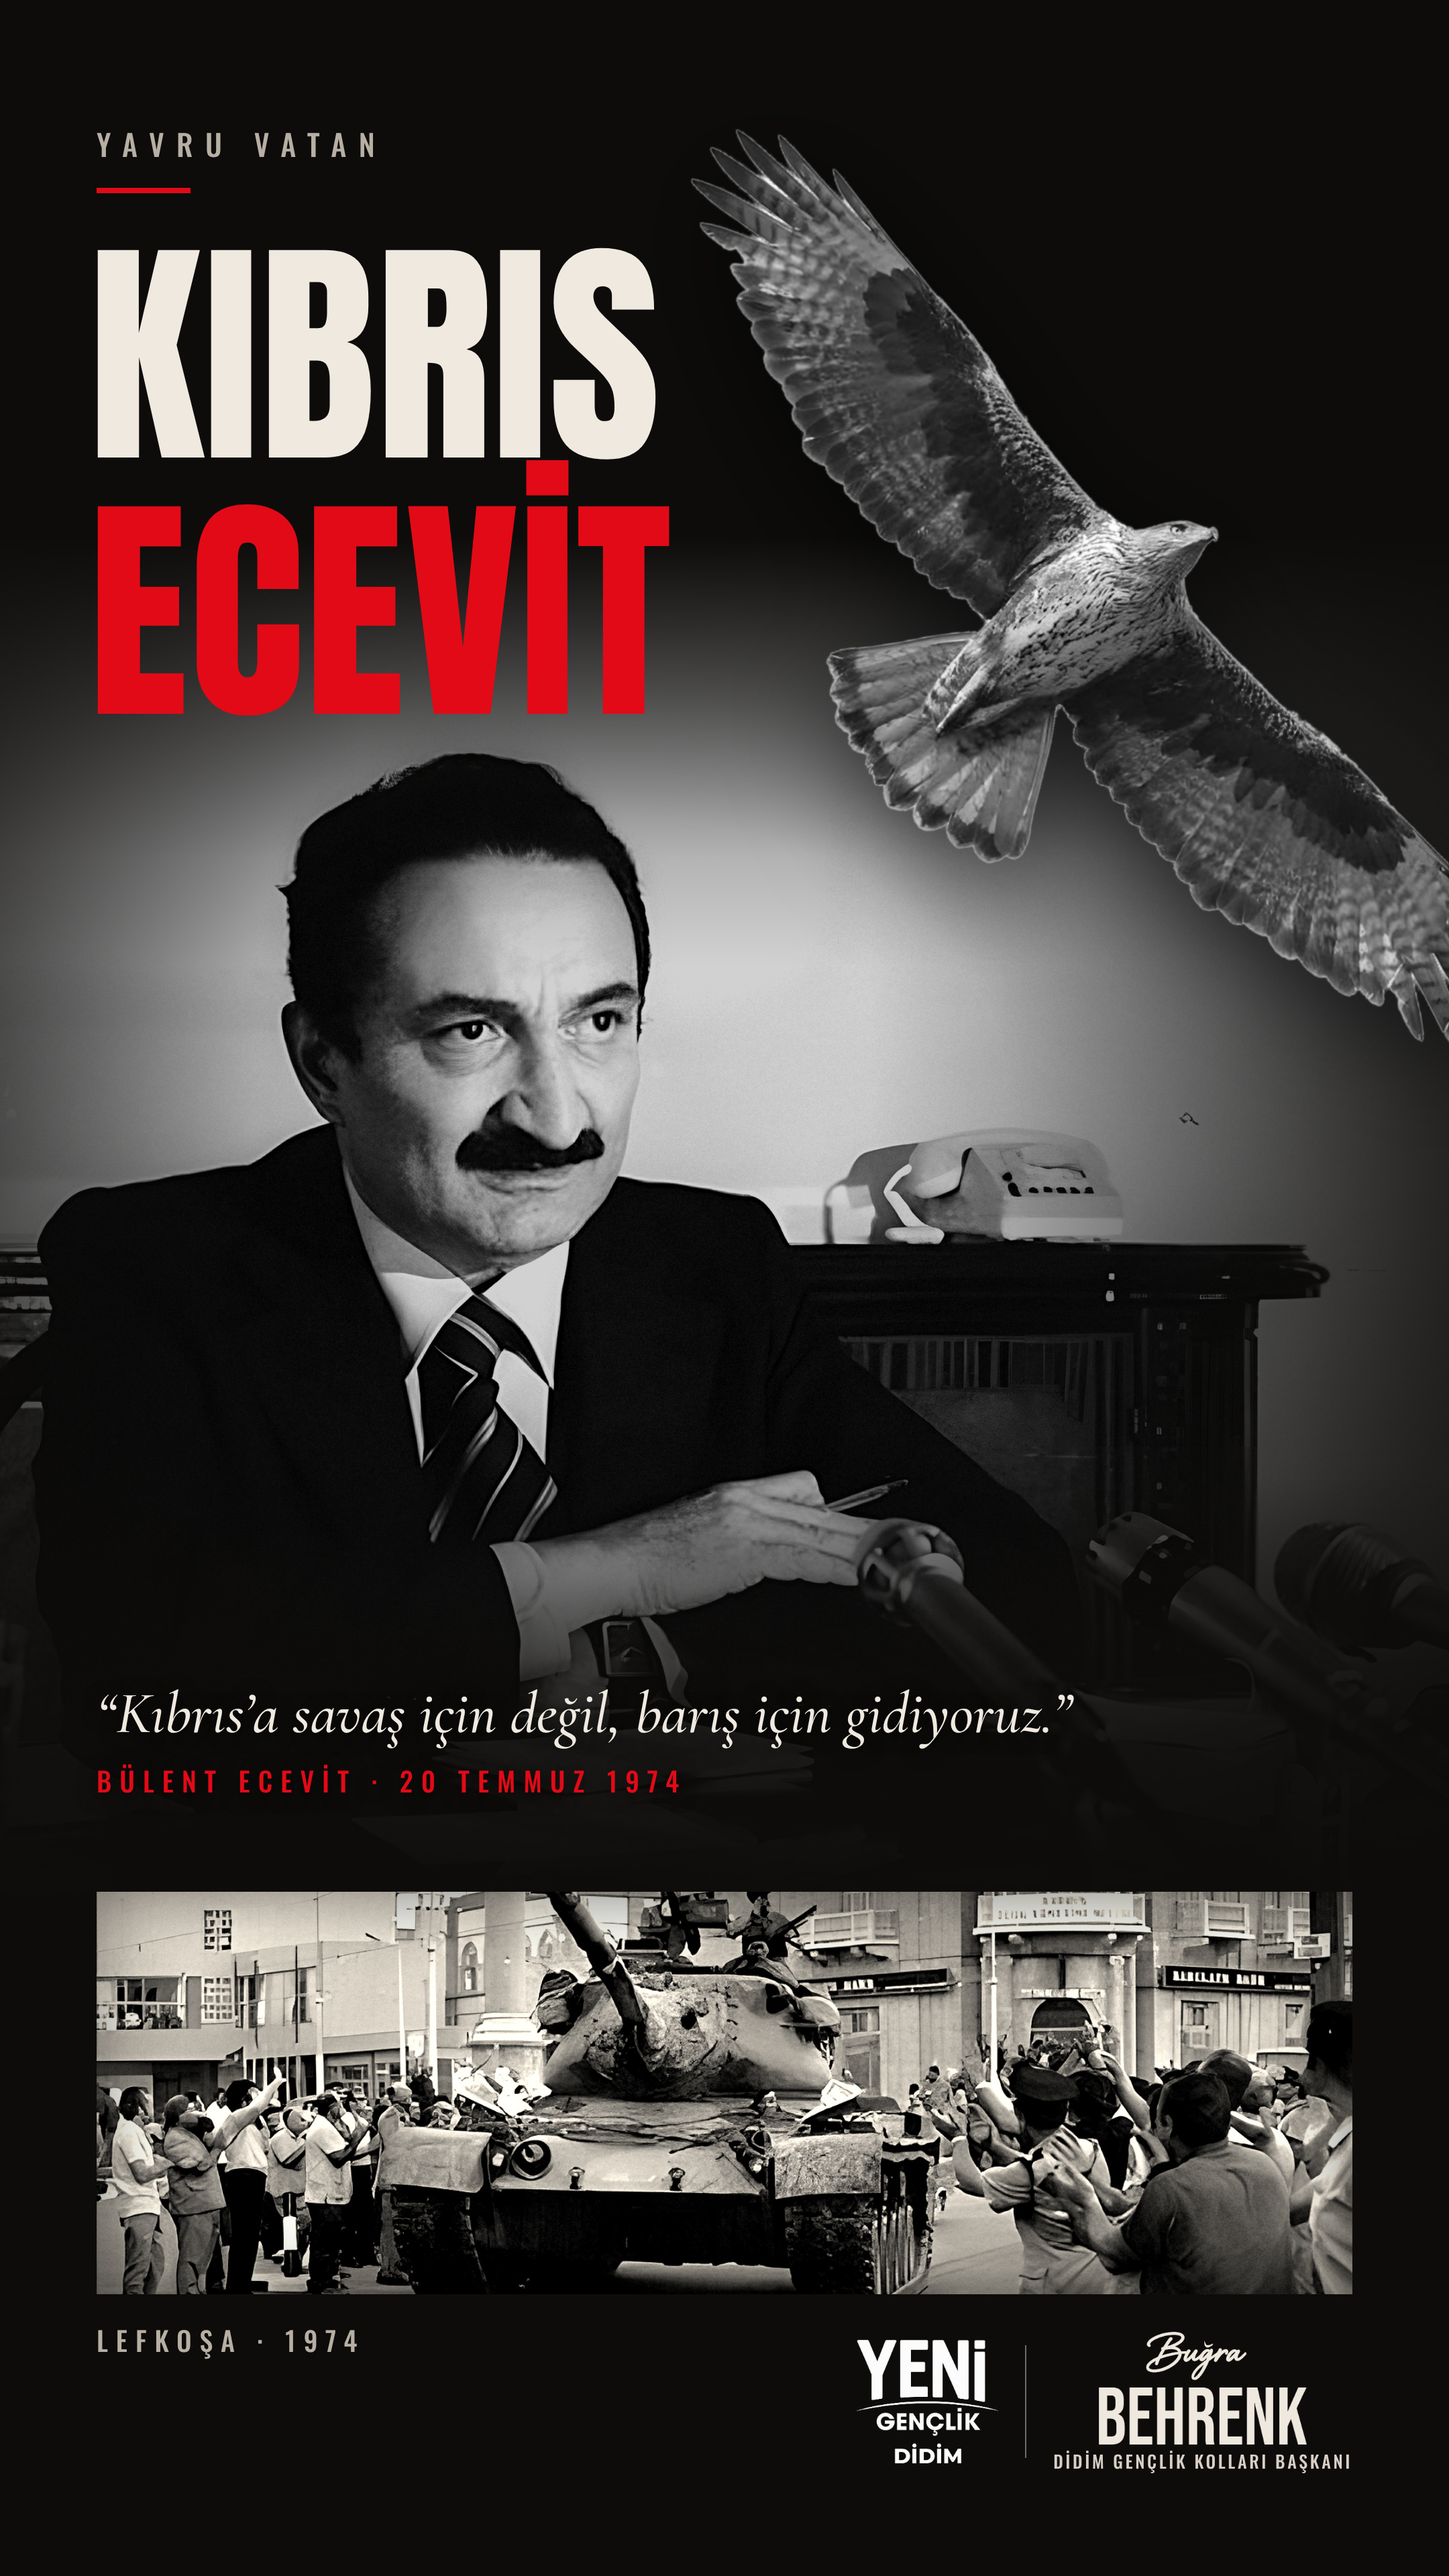 YAVRU VATAN
KIBRIS
ECEVİT
“Kıbrıs’a savaş için değil, barış için gidiyoruz.”
BÜLENT ECEVİT · 20 TEMMUZ 1974
LEFKOŞA · 1974
YENİ
GENÇLİK
DİDİM
Buğra
BEHRENK
DİDİM GENÇLİK KOLLARI BAŞKANI